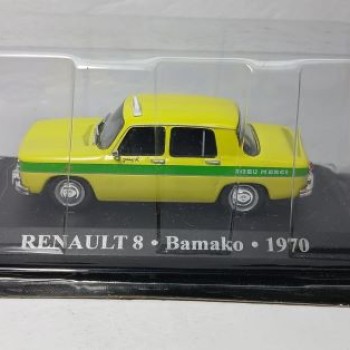 RENAULT 8 • Bamako • 1970